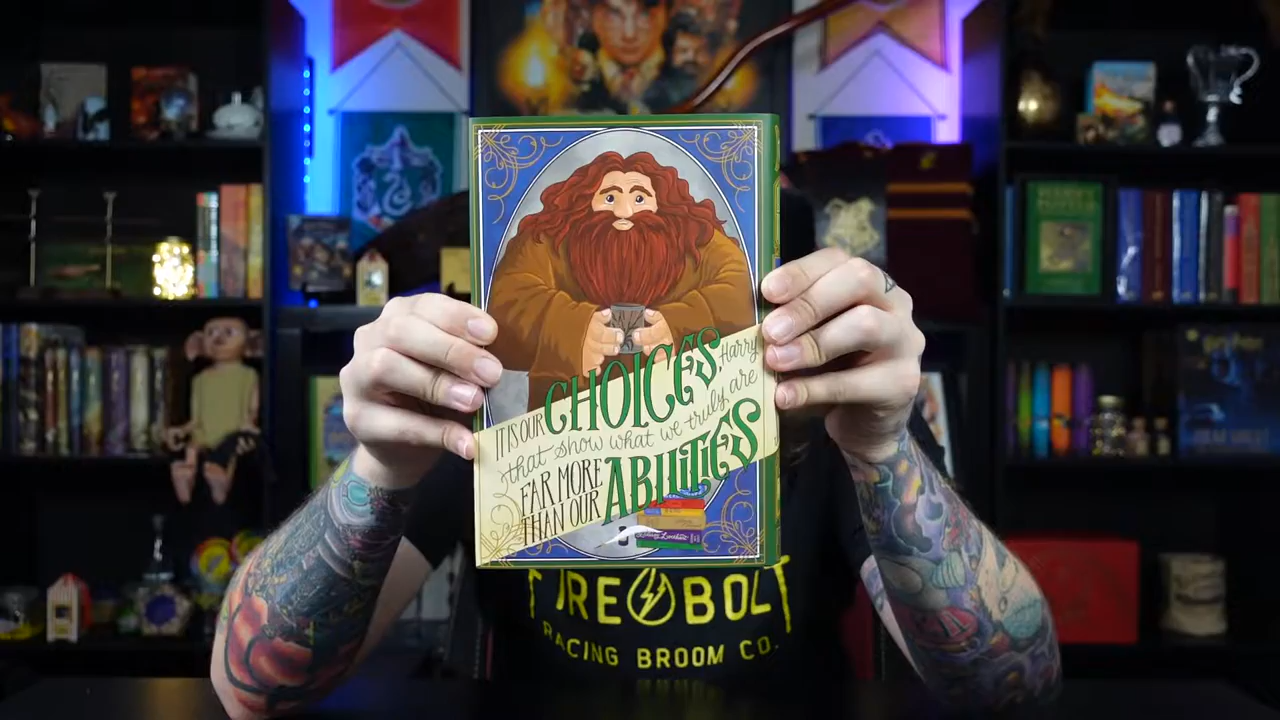 IT IS OUR CHOICES, Harry
that show what we truly are
FAR MORE
THAN OUR ABILITIES
FIREBOLT
RACING BROOM CO.